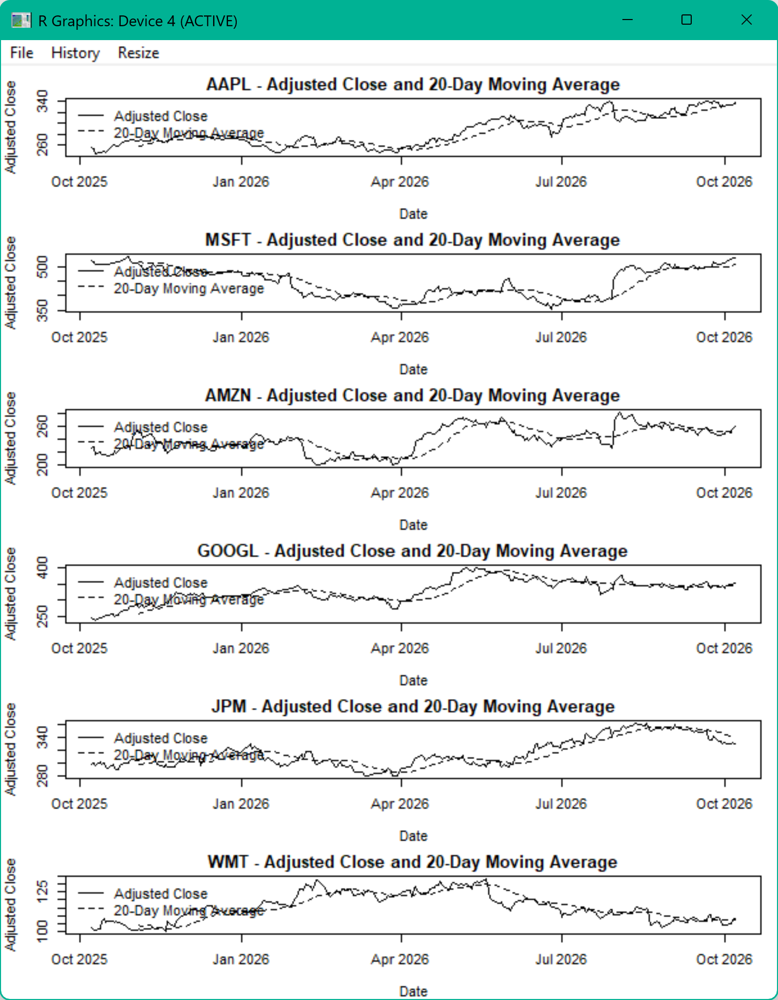 R Graphics: Device 4 (ACTIVE)
File History Resize
AAPL - Adjusted Close and 20-Day Moving Average
Adjusted Close
340
260
Adjusted Close
20-Day Moving Average
Oct 2025 Jan 2026 Apr 2026 Jul 2026 Oct 2026
Date
MSFT - Adjusted Close and 20-Day Moving Average
Adjusted Close
500
350
Adjusted Close
20-Day Moving Average
Oct 2025 Jan 2026 Apr 2026 Jul 2026 Oct 2026
Date
AMZN - Adjusted Close and 20-Day Moving Average
Adjusted Close
260
200
Adjusted Close
20-Day Moving Average
Oct 2025 Jan 2026 Apr 2026 Jul 2026 Oct 2026
Date
GOOGL - Adjusted Close and 20-Day Moving Average
Adjusted Close
400
250
Adjusted Close
20-Day Moving Average
Oct 2025 Jan 2026 Apr 2026 Jul 2026 Oct 2026
Date
JPM - Adjusted Close and 20-Day Moving Average
Adjusted Close
340
280
Adjusted Close
20-Day Moving Average
Oct 2025 Jan 2026 Apr 2026 Jul 2026 Oct 2026
Date
WMT - Adjusted Close and 20-Day Moving Average
Adjusted Close
125
100
Adjusted Close
20-Day Moving Average
Oct 2025 Jan 2026 Apr 2026 Jul 2026 Oct 2026
Date